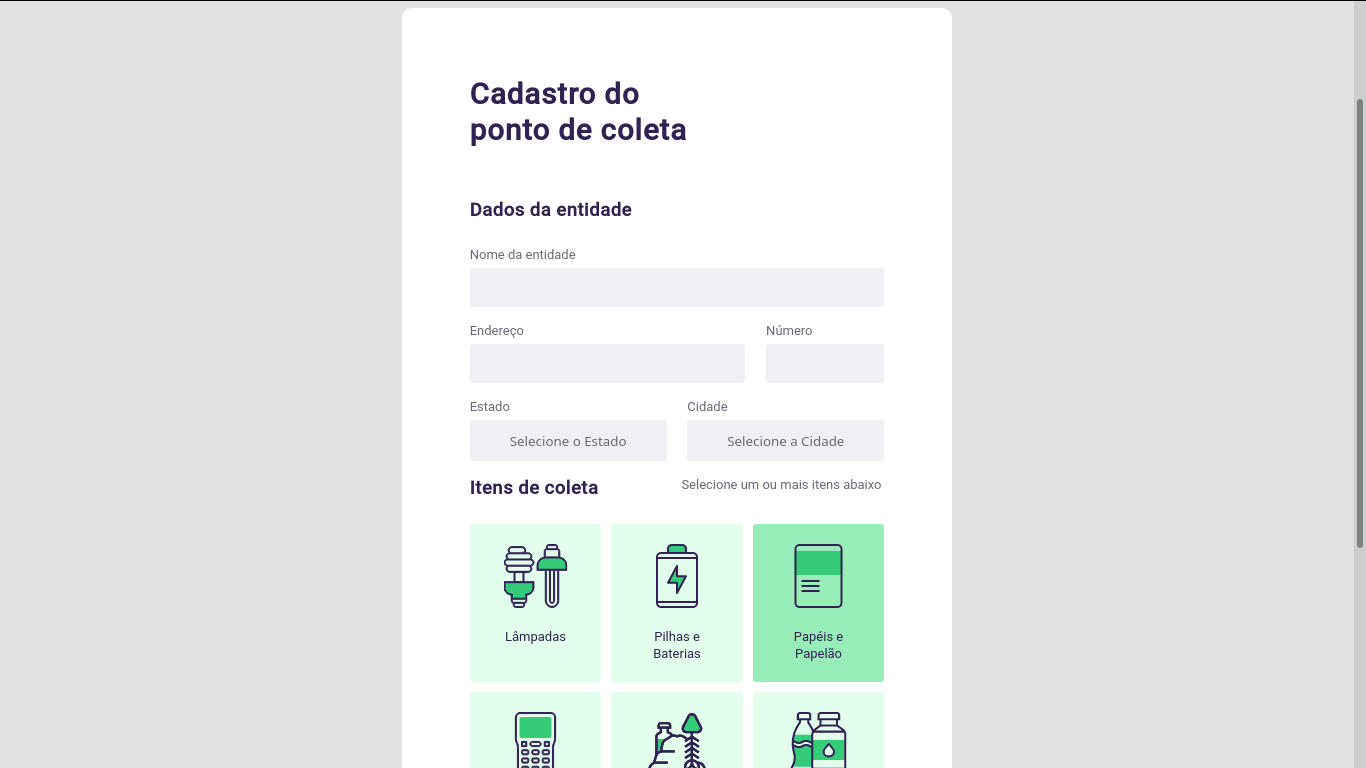 Cadastro do
ponto de coleta
Dados da entidade
Nome da entidade
Endereço
Número
Estado
Cidade
Selecione o Estado
Selecione a Cidade
Itens de coleta
Selecione um ou mais itens abaixo
Lâmpadas
Pilhas e
Baterias
Papéis e
Papelão